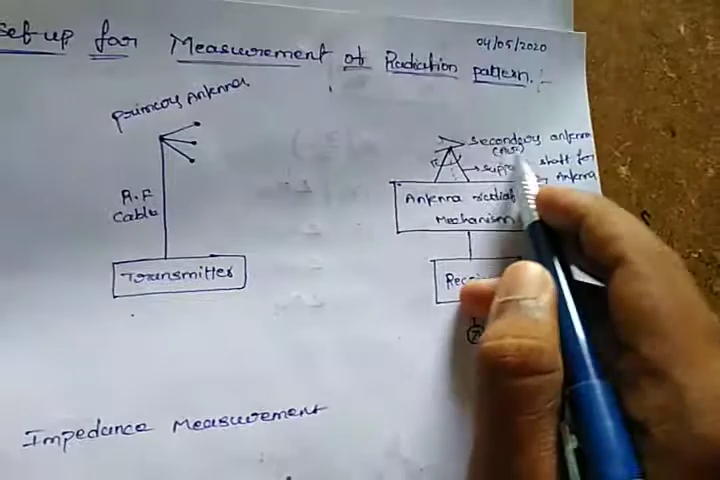 set-up for Measurement of Radiation pattern.:-
04/05/2020
primary Antenna
R.F
Cable
Transmitter
secondary antenna
shaft for
Antenna
Antenna
Mechanism
Impedance Measurement